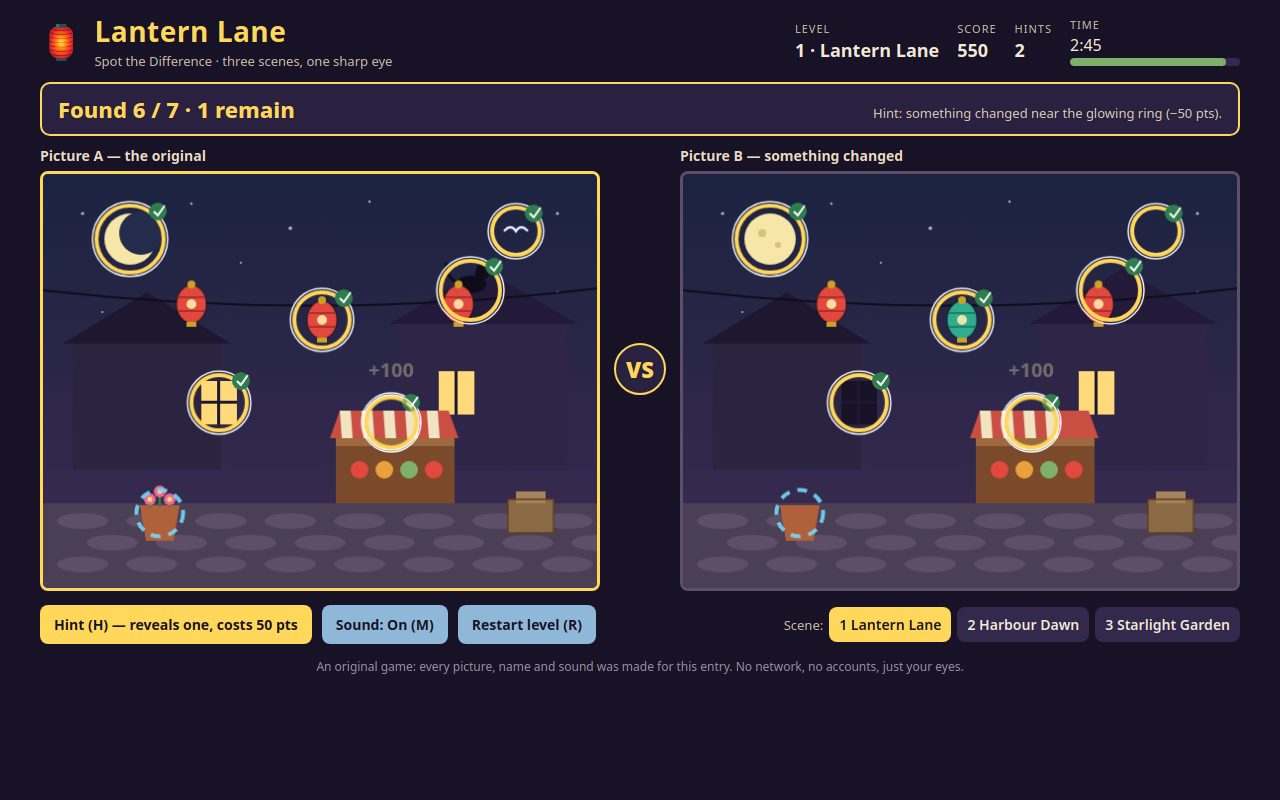 Lantern Lane
Spot the Difference · three scenes, one sharp eye
LEVEL
1 · Lantern Lane
SCORE
550
HINTS
2
TIME
2:45
Found 6 / 7 · 1 remain
Hint: something changed near the glowing ring (−50 pts).
Picture A — the original
Picture B — something changed
+100
VS
+100
Hint (H) — reveals one, costs 50 pts
Sound: On (M)
Restart level (R)
Scene:
1 Lantern Lane
2 Harbour Dawn
3 Starlight Garden
An original game: every picture, name and sound was made for this entry. No network, no accounts, just your eyes.